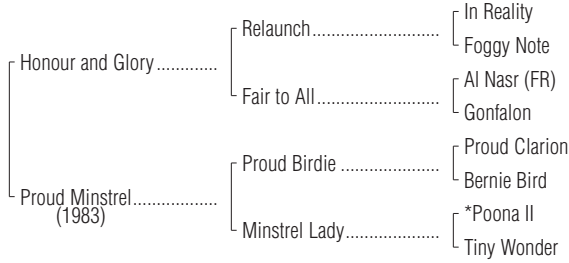 In Reality
Relaunch
Foggy Note
Honour and Glory
Al Nasr (FR)
Fair to All
Gonfalon
Proud Clarion
Proud Birdie
Bernie Bird
Proud Minstrel
(1983)
*Poona II
Minstrel Lady
Tiny Wonder